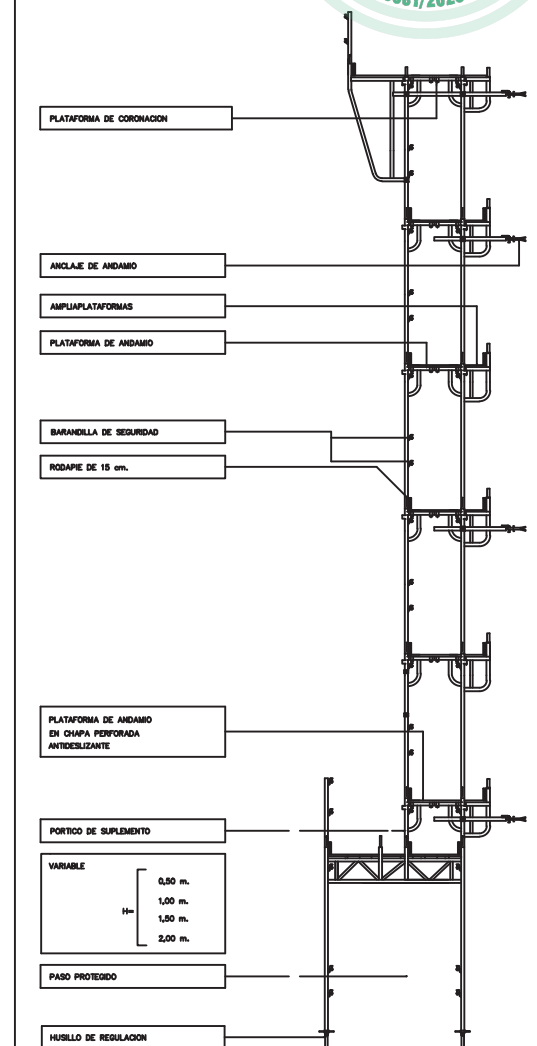 PLATAFORMA DE CORONACION
ANCLAJE DE ANDAMIO
AMPLIAPLATAFORMAS
PLATAFORMA DE ANDAMIO
BARANDILLA DE SEGURIDAD
RODAPIE DE 15 cm.
PLATAFORMA DE ANDAMIO
EN CHAPA PERFORADA
ANTIDESLIZANTE
PORTICO DE SUPLEMENTO
VARIABLE
H=
0,50 m.
1,00 m.
1,50 m.
2,00 m.
PASO PROTEGIDO
HUSILLO DE REGULACION